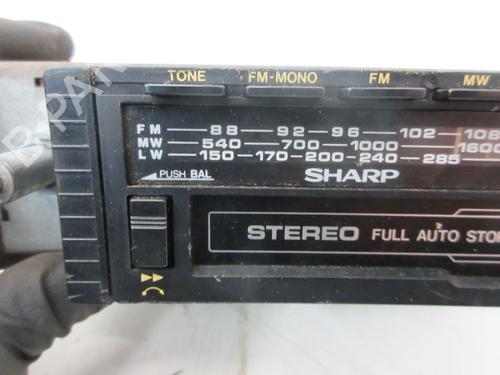 TONE FM-MONO FM MW
FM 88 92 96 102 106
MW 540 700 1000 1600
LW 150 170 200 240 285
PUSH BAL SHARP
STEREO FULL AUTO STO